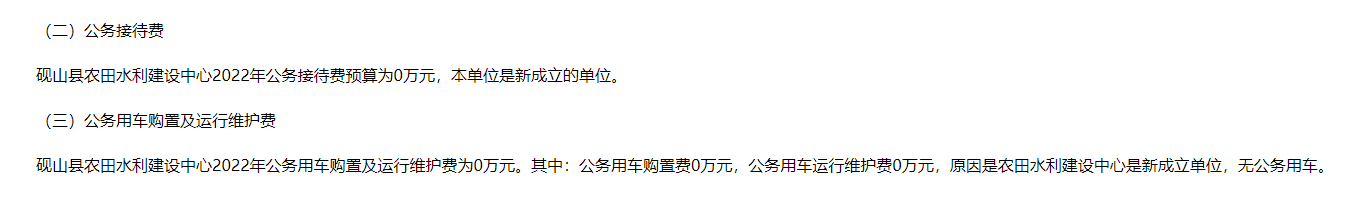 （二）公务接待费
砚山县农田水利建设中心2022年公务接待费预算为0万元，本单位是新成立的单位。
（三）公务用车购置及运行维护费
砚山县农田水利建设中心2022年公务用车购置及运行维护费为0万元。其中：公务用车购置费0万元，公务用车运行维护费0万元，原因是农田水利建设中心是新成立单位，无公务用车。